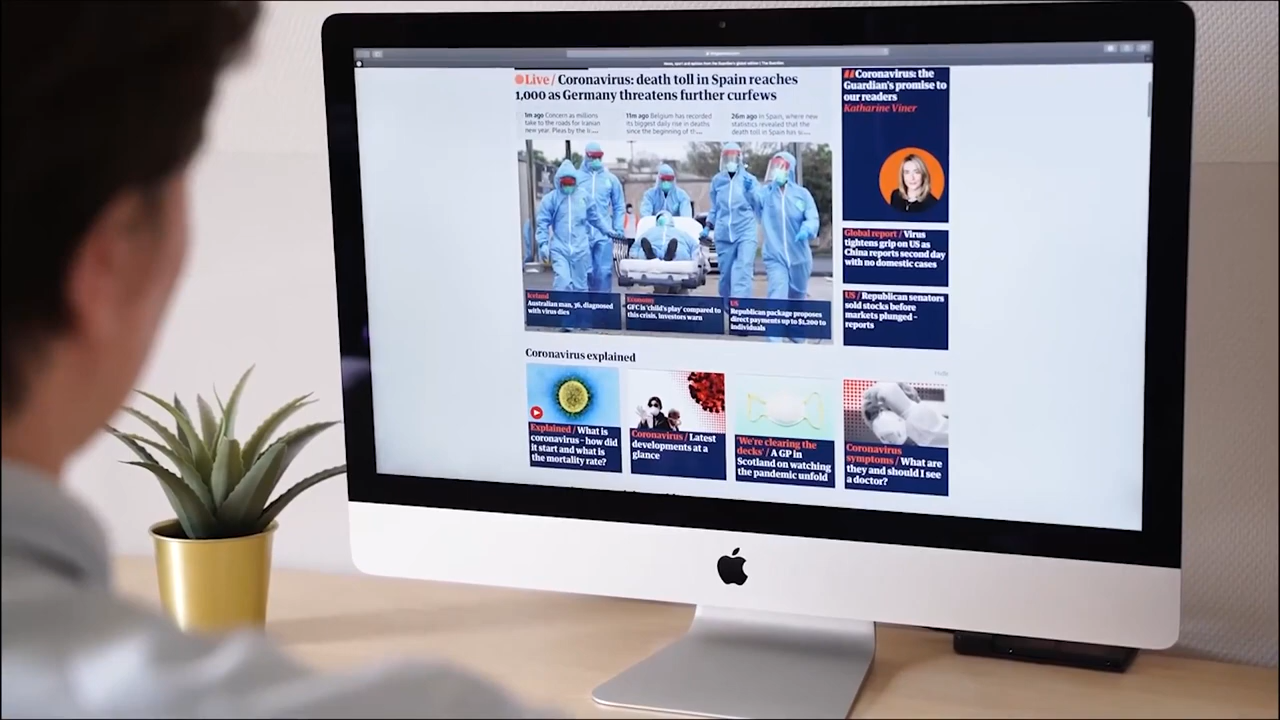 Live / Coronavirus: death toll in Spain reaches
1,000 as Germany threatens further curfews
1m ago Concern as millions
take to the roads for Iranian
new year. Pleas by the Ir...
11m ago Belgium has recorded
its biggest daily rise in deaths
since the beginning of th...
26m ago In Spain, where new
statistics revealed that the
death toll in Spain has
Iceland
Australian man, 36, diagnosed
with virus dies
Economy
GFC is 'child's play' compared to
this crisis, investors warn
US
Republican package proposes
direct payments up to $1,200 to
individuals
Coronavirus: the
Guardian's promise to
our readers
Katharine Viner
Global report / Virus
tightens grip on US as
China reports second day
with no domestic cases
US / Republican senators
sold stocks before
markets plunged –
reports
Coronavirus explained
Hide
Explained / What is
coronavirus – how did
it start and what is
the mortality rate?
Coronavirus / Latest
developments at a
glance
'We're clearing the
decks' / A GP in
Scotland on watching
the pandemic unfold
Coronavirus
symptoms / What are
they and should I see
a doctor?